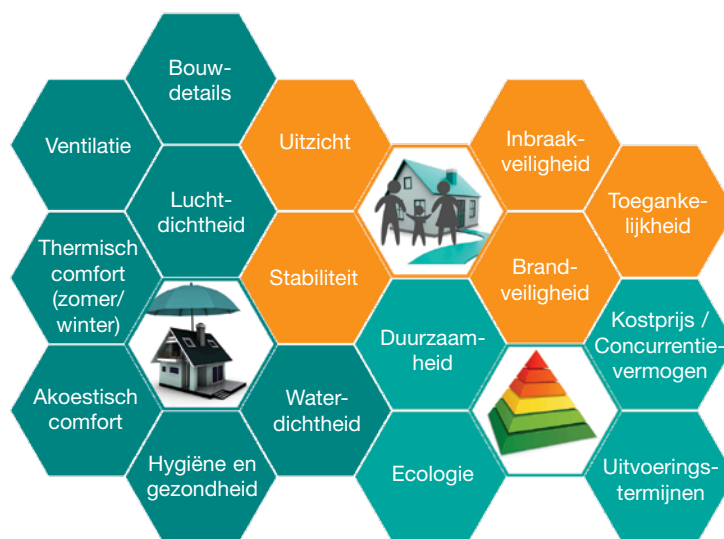 Bouw-
details
Ventilatie
Uitzicht
Inbraak-
veiligheid
Lucht-
dichtheid
Toeganke-
lijkheid
Thermisch
comfort
(zomer/
winter)
Stabiliteit
Brand-
veiligheid
Duurzaam-
heid
Kostprijs /
Concurrentie-
vermogen
Akoestisch
comfort
Water-
dichtheid
Hygiëne en
gezondheid
Ecologie
Uitvoerings-
termijnen